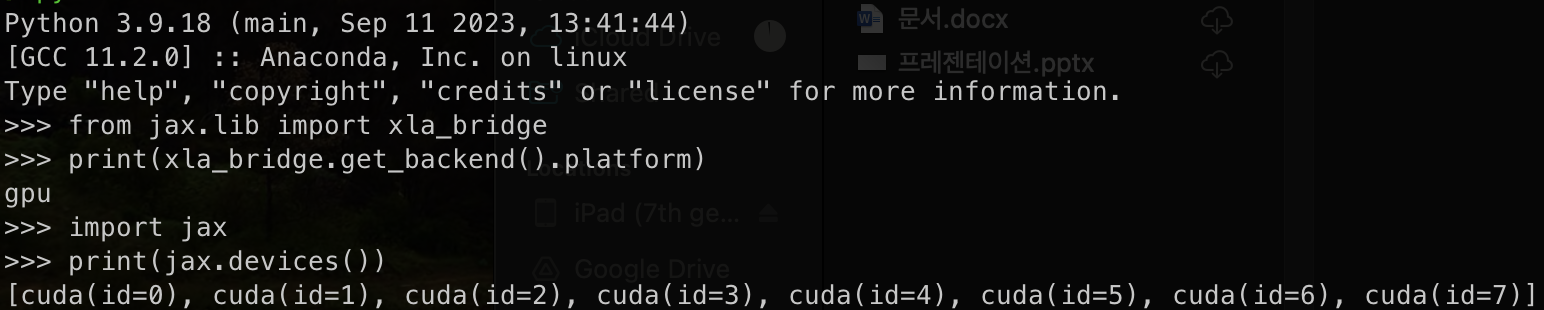 Python 3.9.18 (main, Sep 11 2023, 13:41:44)
[GCC 11.2.0] :: Anaconda, Inc. on linux
Type "help", "copyright", "credits" or "license" for more information.
>>> from jax.lib import xla_bridge
>>> print(xla_bridge.get_backend().platform)
gpu
>>> import jax
>>> print(jax.devices())
[cuda(id=0), cuda(id=1), cuda(id=2), cuda(id=3), cuda(id=4), cuda(id=5), cuda(id=6), cuda(id=7)]
iCloud Drive
Shared
Locations
iPad (7th ge...
Google Drive
문서.docx
프레젠테이션.pptx